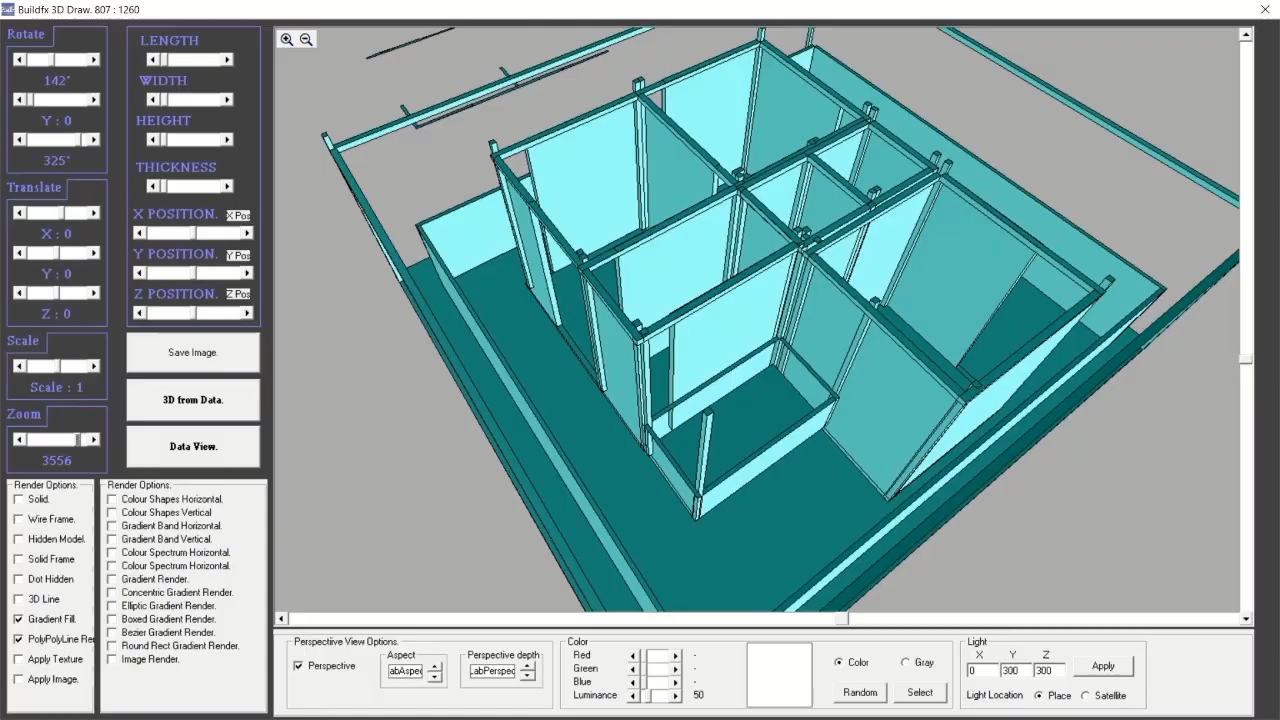 Buildfx 3D Draw. 807 : 1260
Rotate
142°
Y : 0
325°
Translate
X : 0
Y : 0
Z : 0
Scale
Scale : 1
Zoom
3556
LENGTH
WIDTH
HEIGHT
THICKNESS
X POSITION. X Pos
Y POSITION. Y Pos
Z POSITION. Z Pos
Save Image.
3D from Data.
Data View.
Render Options.
Solid.
Wire Frame.
Hidden Model.
Solid Frame
Dot Hidden
3D Line
Gradient Fill.
PolyPolyLine Re
Apply Texture
Apply Image.
Render Options.
Colour Shapes Horizontal.
Colour Shapes Vertical
Gradient Band Horizontal.
Gradient Band Vertical.
Colour Spectrum Horizontal.
Colour Spectrum Horizontal.
Gradient Render.
Concentric Gradient Render.
Elliptic Gradient Render.
Boxed Gradient Render.
Bezier Gradient Render.
Round Rect Gradient Render.
Image Render.
Perspective View Options.
Perspective
Aspect
abAspe
Perspective depth
.abPerspec
Color
Red -
Green -
Blue -
Luminance 50
Color Gray
Random Select
Light
X Y Z
0 300 300 Apply
Light Location Place Satellite